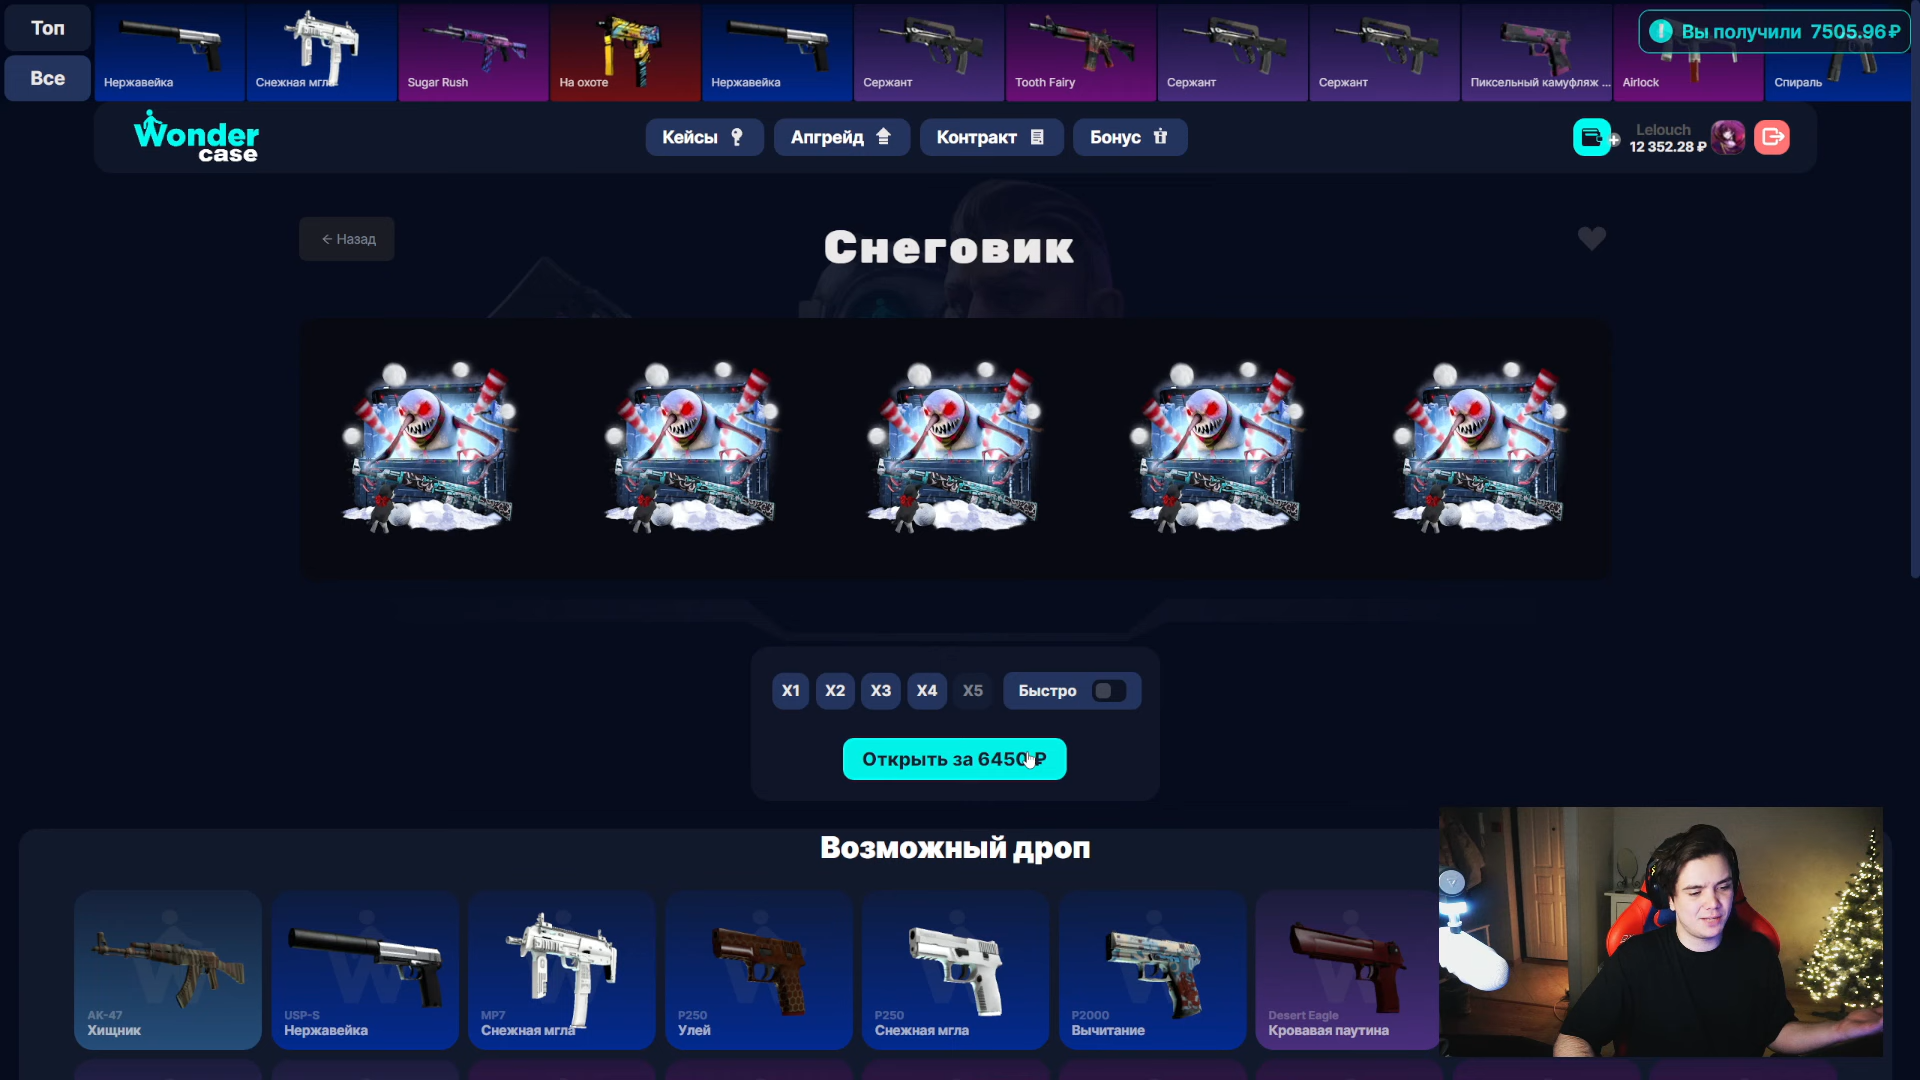 Топ
Все
Нержавейка
Снежная мгла
Sugar Rush
На охоте
Нержавейка
Сержант
Tooth Fairy
Сержант
Сержант
Пиксельный камуфляж ...
Airlock
Спираль
Вы получили 7505.96₽
Wonder
case
Кейсы
Апгрейд
Контракт
Бонус
Lelouch
12 352.28 ₽
← Назад
Снеговик
X1 X2 X3 X4 X5 Быстро
Открыть за 6450 ₽
Возможный дроп
AK-47
Хищник
USP-S
Нержавейка
MP7
Снежная мгла
P250
Улей
P250
Снежная мгла
P2000
Вычитание
Desert Eagle
Кровавая паутина